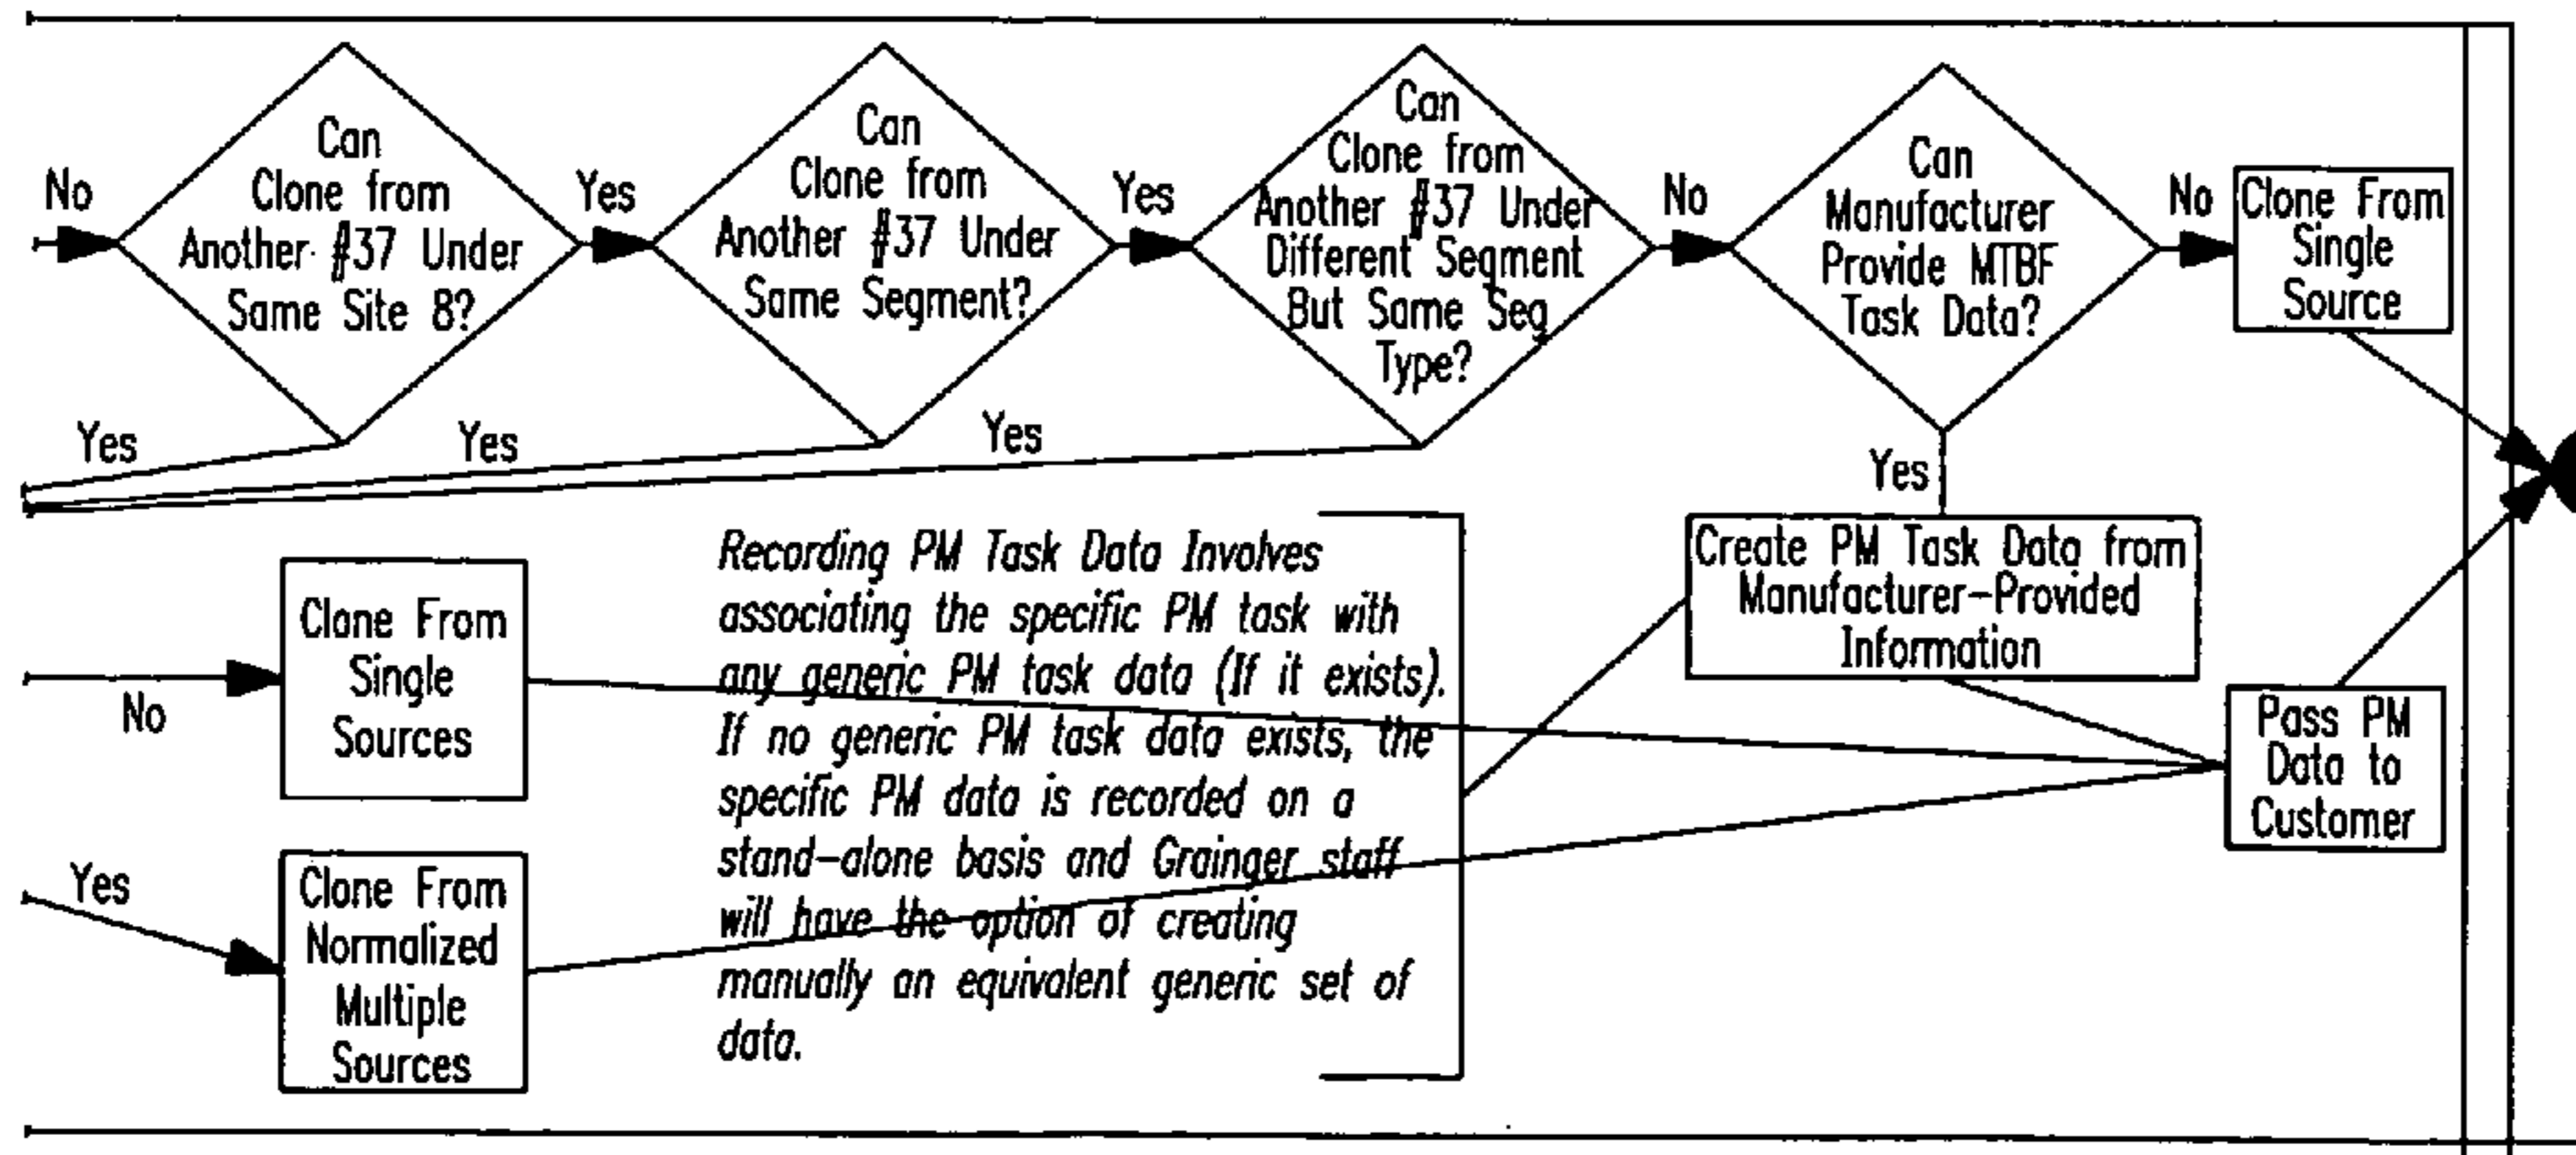 No
Can
Clone from
Another #37 Under
Same Site 8?
Yes
Can
Clone from
Another #37 Under
Same Segment?
Yes
Can
Clone from
Another #37 Under
Different Segment
But Same Seg
Type?
No
Can
Manufacturer
Provide MTBF
Task Data?
No
Clone From
Single
Source
Yes
Yes
Yes
Yes
Recording PM Task Data Involves
associating the specific PM task with
any generic PM task data (If it exists).
If no generic PM task data exists, the
specific PM data is recorded on a
stand-alone basis and Grainger staff
will have the option of creating
manually an equivalent generic set of
data.
Create PM Task Data from
Manufacturer-Provided
Information
No
Clone From
Single
Sources
Pass PM
Data to
Customer
Yes
Clone From
Normalized
Multiple
Sources